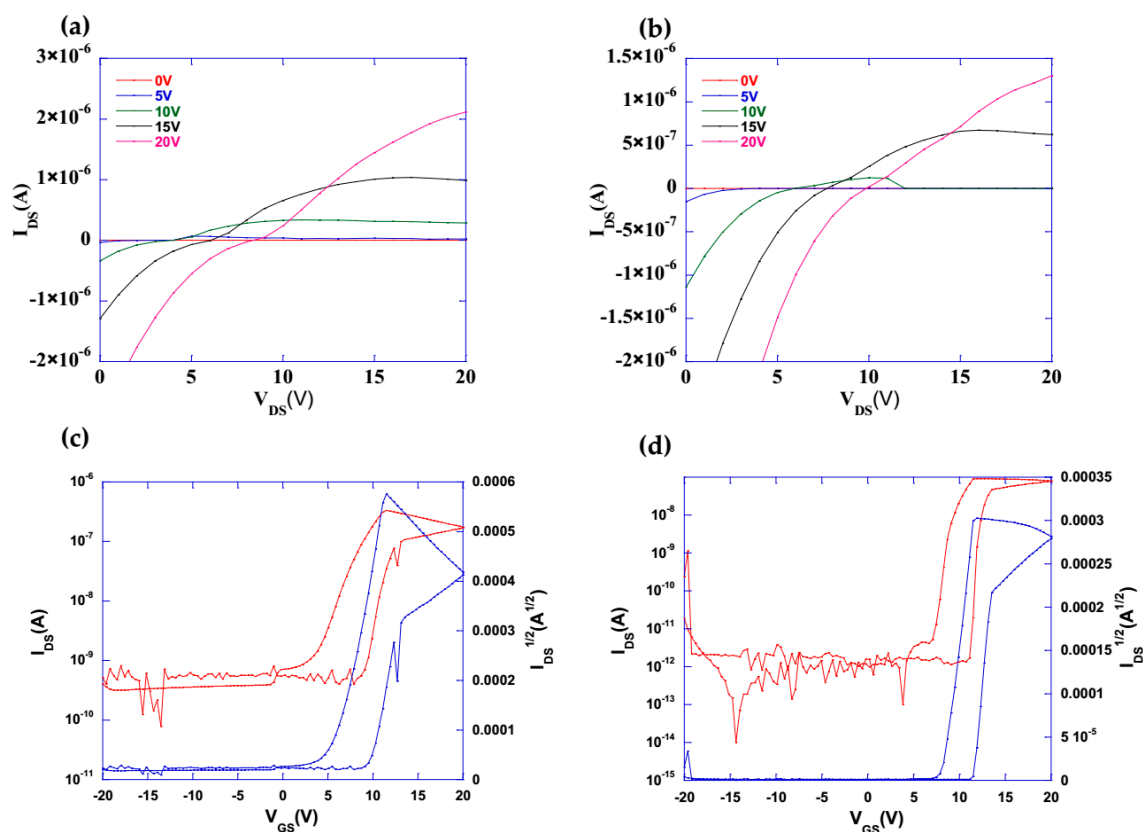 (a)
3×10⁻⁶
2×10⁻⁶
1×10⁻⁶
0
-1×10⁻⁶
-2×10⁻⁶
I_DS(A)
0V
5V
10V
15V
20V
0 5 10 15 20
V_DS(V)
(b)
1.5×10⁻⁶
1×10⁻⁶
5×10⁻⁷
0
-5×10⁻⁷
-1×10⁻⁶
-1.5×10⁻⁶
-2×10⁻⁶
I_DS(A)
0V
5V
10V
15V
20V
0 5 10 15 20
V_DS(V)
(c)
10⁻⁶
10⁻⁷
10⁻⁸
10⁻⁹
10⁻¹⁰
10⁻¹¹
I_DS(A)
0.0006
0.0005
0.0004
0.0003
0.0002
0.0001
0
I_DS^1/2(A^1/2)
-20 -15 -10 -5 0 5 10 15 20
V_GS(V)
(d)
10⁻⁸
10⁻⁹
10⁻¹⁰
10⁻¹¹
10⁻¹²
10⁻¹³
10⁻¹⁴
10⁻¹⁵
I_DS(A)
0.00035
0.0003
0.00025
0.0002
0.00015
0.0001
5 10⁻⁵
0
I_DS^1/2(A^1/2)
-20 -15 -10 -5 0 5 10 15 20
V_GS(V)